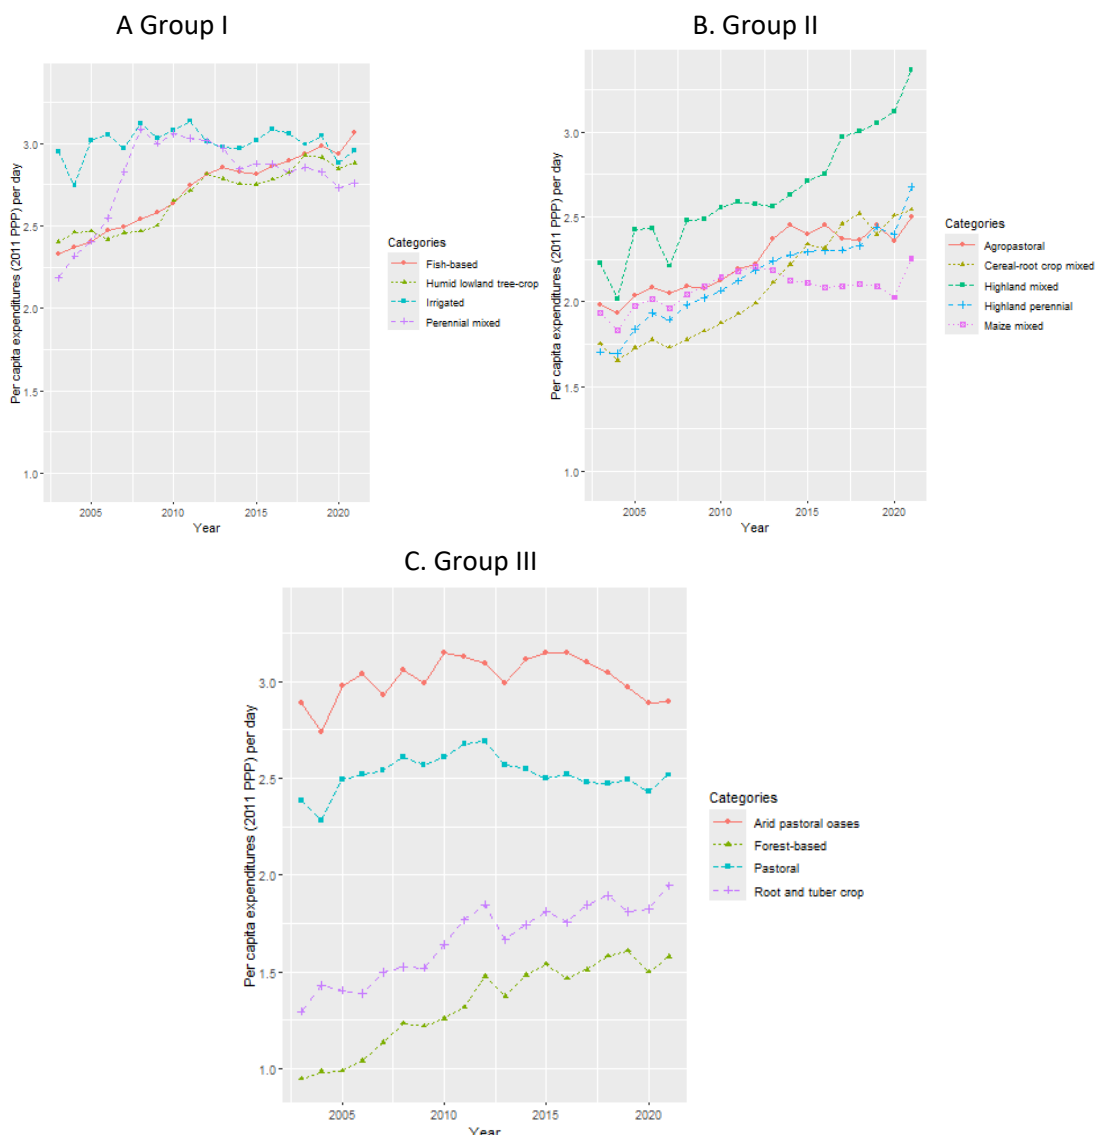 A Group I
Per capita expenditures (2011 PPP) per day
3.0
2.5
2.0
1.5
1.0
2005 2010 2015 2020
Year
Categories
Fish-based
Humid lowland tree-crop
Irrigated
Perennial mixed
B. Group II
Per capita expenditures (2011 PPP) per day
3.0
2.5
2.0
1.5
1.0
2005 2010 2015 2020
Year
Categories
Agropastoral
Cereal-root crop mixed
Highland mixed
Highland perennial
Maize mixed
C. Group III
Per capita expenditures (2011 PPP) per day
3.0
2.5
2.0
1.5
1.0
2005 2010 2015 2020
Year
Categories
Arid pastoral oases
Forest-based
Pastoral
Root and tuber crop